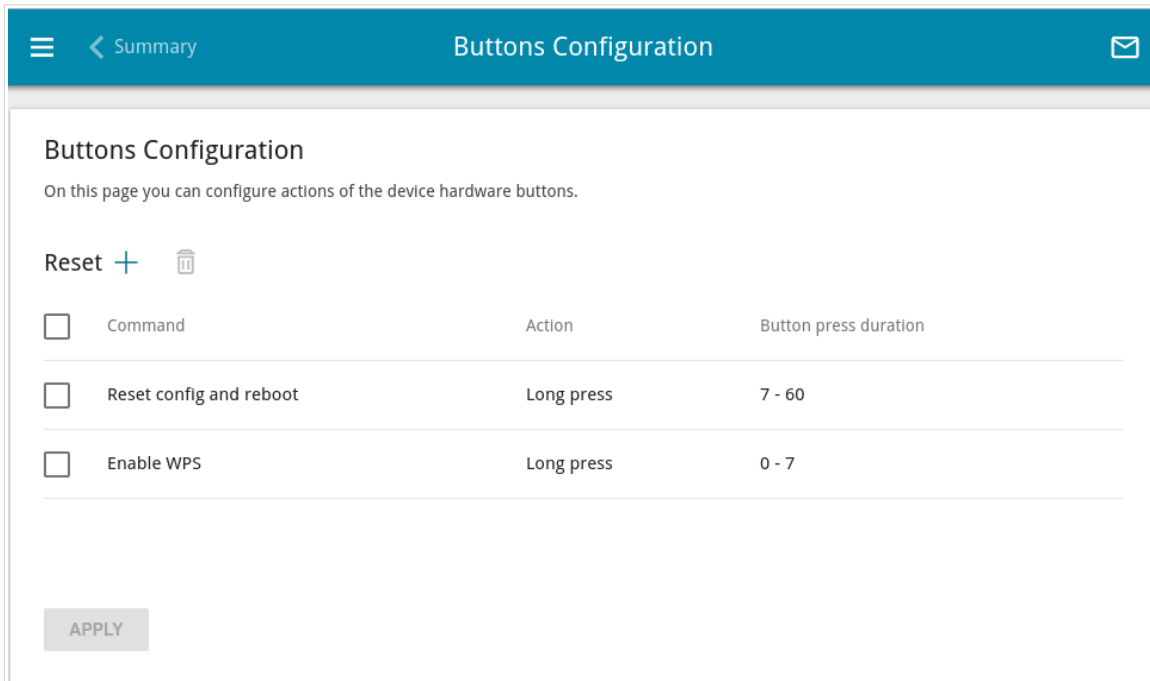 Summary Buttons Configuration
Buttons Configuration
On this page you can configure actions of the device hardware buttons.
Reset
Command Action Button press duration
Reset config and reboot Long press 7 - 60
Enable WPS Long press 0 - 7
APPLY